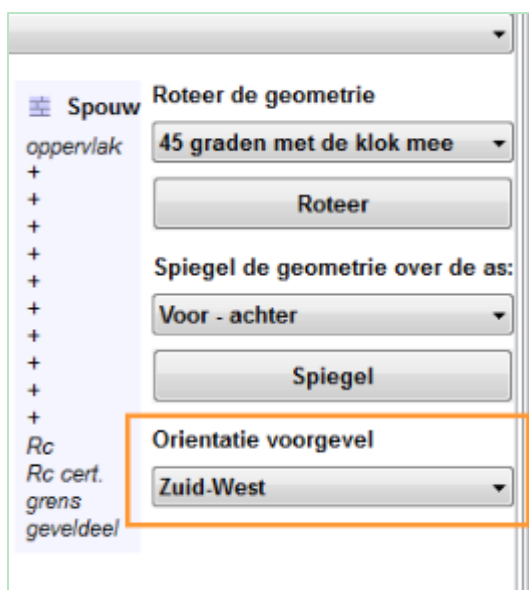 Spouw
oppervlak
+
+
+
+
+
+
+
+
+
+
Rc
Rc cert.
grens
geveldeel
Roteer de geometrie
45 graden met de klok mee
Roteer
Spiegel de geometrie over de as:
Voor - achter
Spiegel
Orientatie voorgevel
Zuid-West